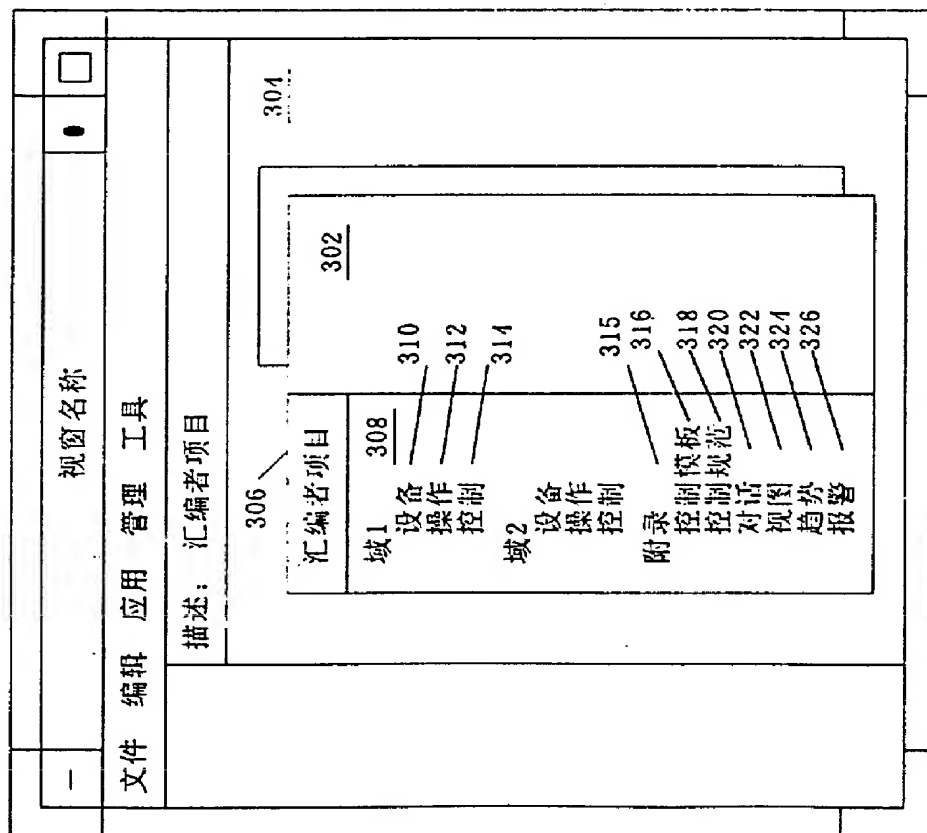 视窗名称
文件 编辑 应用 管理 工具
描述: 汇编者项目
304
306
汇编者项目
302
308
域1
设备 310
操作 312
控制 314
域2
设备
操作
控制
附录 315
控制模板 316
控制规范 318
对话 320
视图 322
趋势 324
报警 326